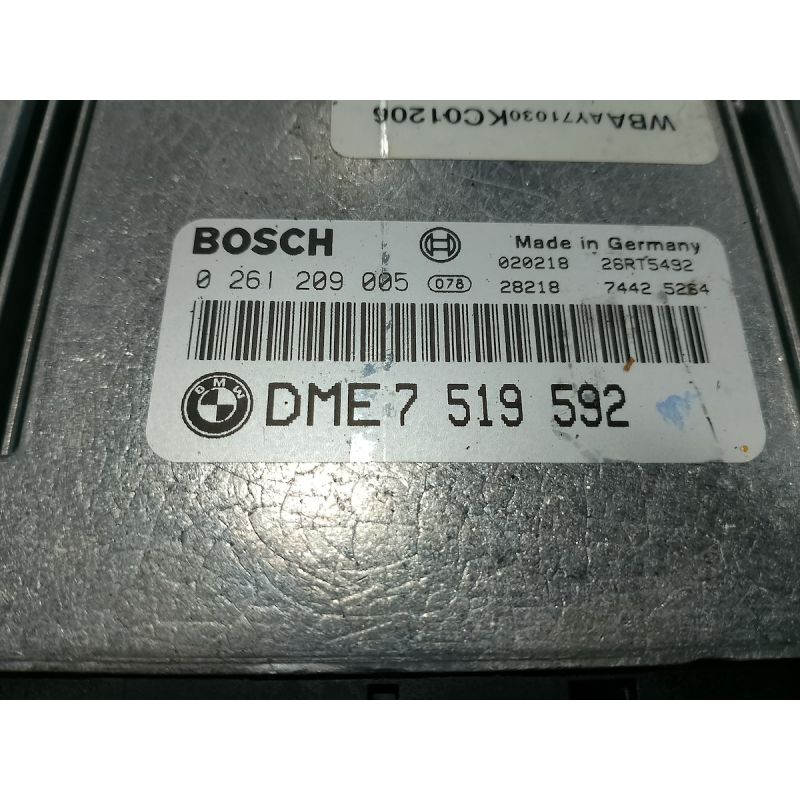 WBAAY71030KC01206
BOSCH Made in Germany
020218 26RT5492
0 261 209 005 078 28218 7442 5264
BMW DME 7 519 592